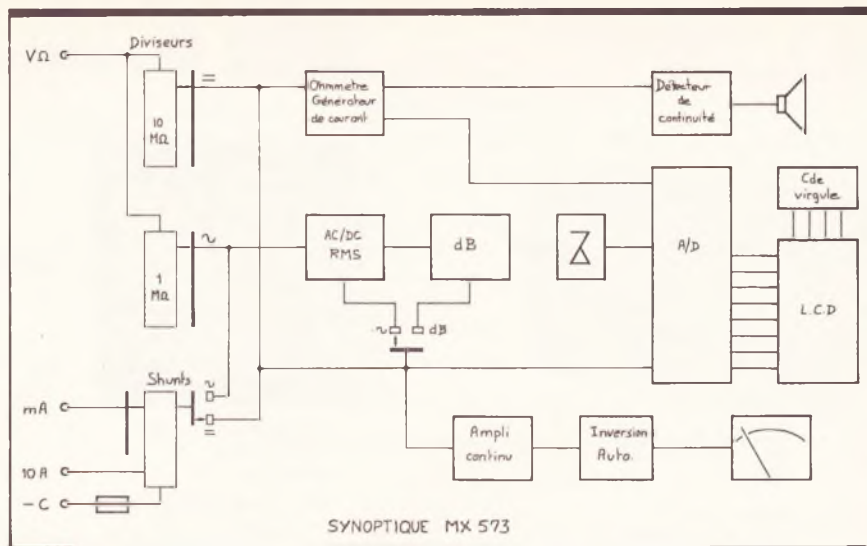 Diviseurs
VΩ
=
10
MΩ
Ohmmetre
Générateur
de courant
Détecteur
de
continuité
Cde
virgule
~
1
MΩ
AC/DC
RMS
dB
A/D
L.C.D
~
dB
Shunts
~
=
mA
10A
-C
Ampli
continu
Inversion
Auto.
SYNOPTIQUE MX 573